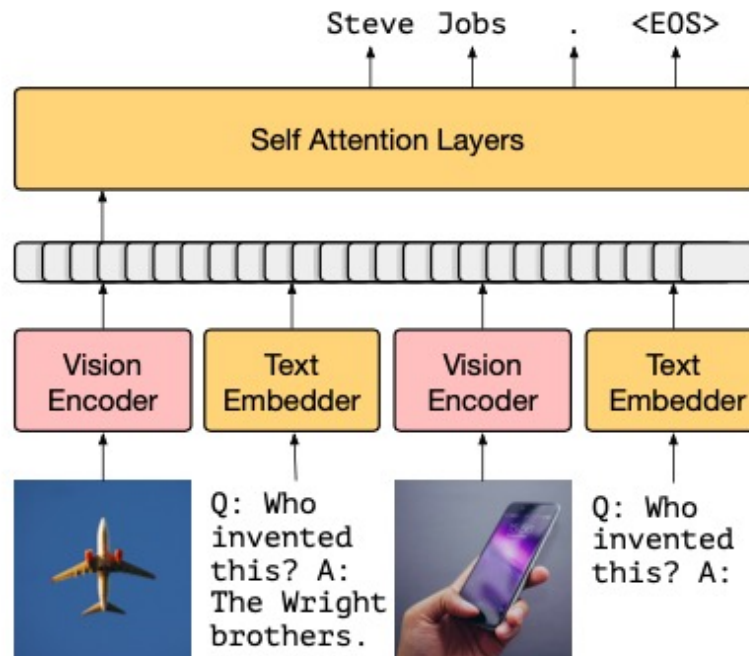 Steve Jobs . <EOS>
Self Attention Layers
Vision
Encoder
Text
Embedder
Vision
Encoder
Text
Embedder
Q: Who
invented
this? A:
The Wright
brothers.
Q: Who
invented
this? A: